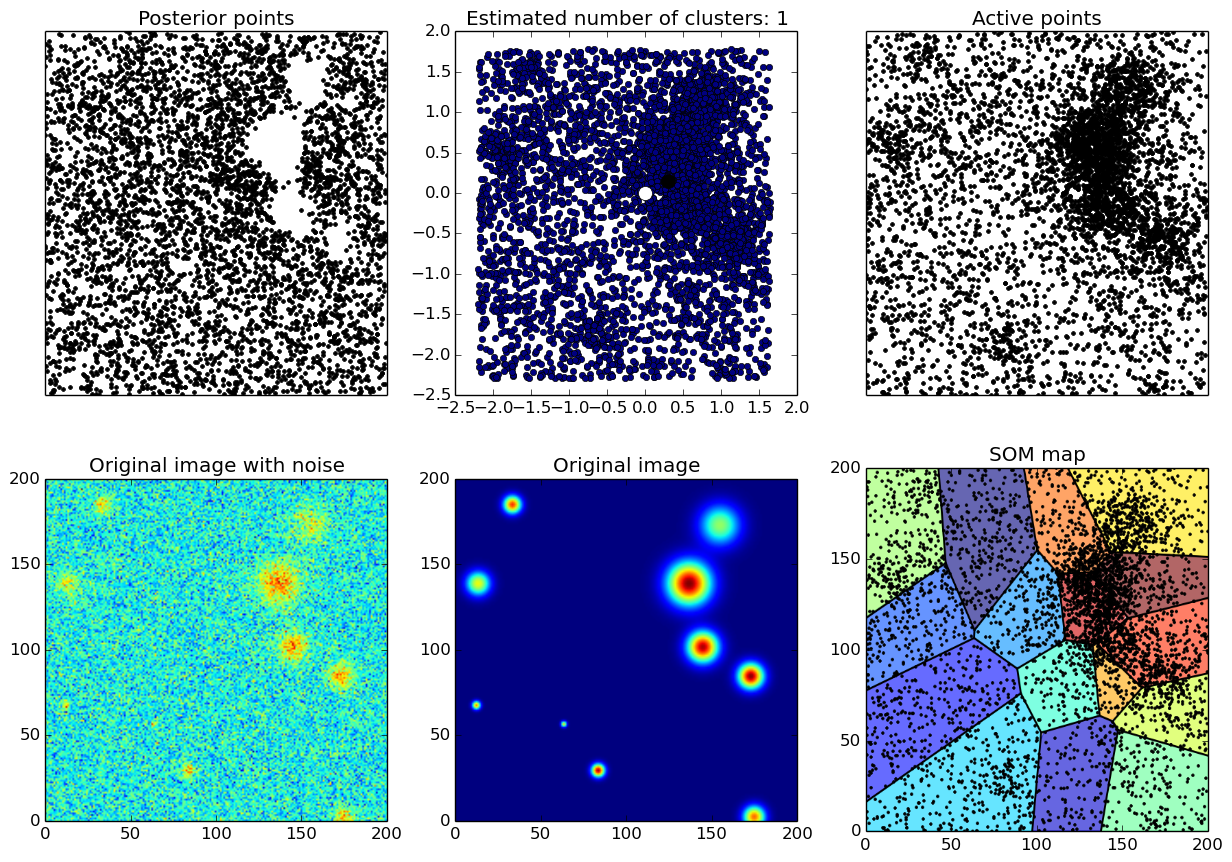 Posterior points
Estimated number of clusters: 1
Active points
2.0
1.5
1.0
0.5
0.0
−0.5
−1.0
−1.5
−2.0
−2.5
−2.5−2.0−1.5−1.0−0.5 0.0 0.5 1.0 1.5 2.0
Original image with noise
Original image
SOM map
200
150
100
50
0
0 50 100 150 200
200
150
100
50
0
0 50 100 150 200
200
150
100
50
0
0 50 100 150 200